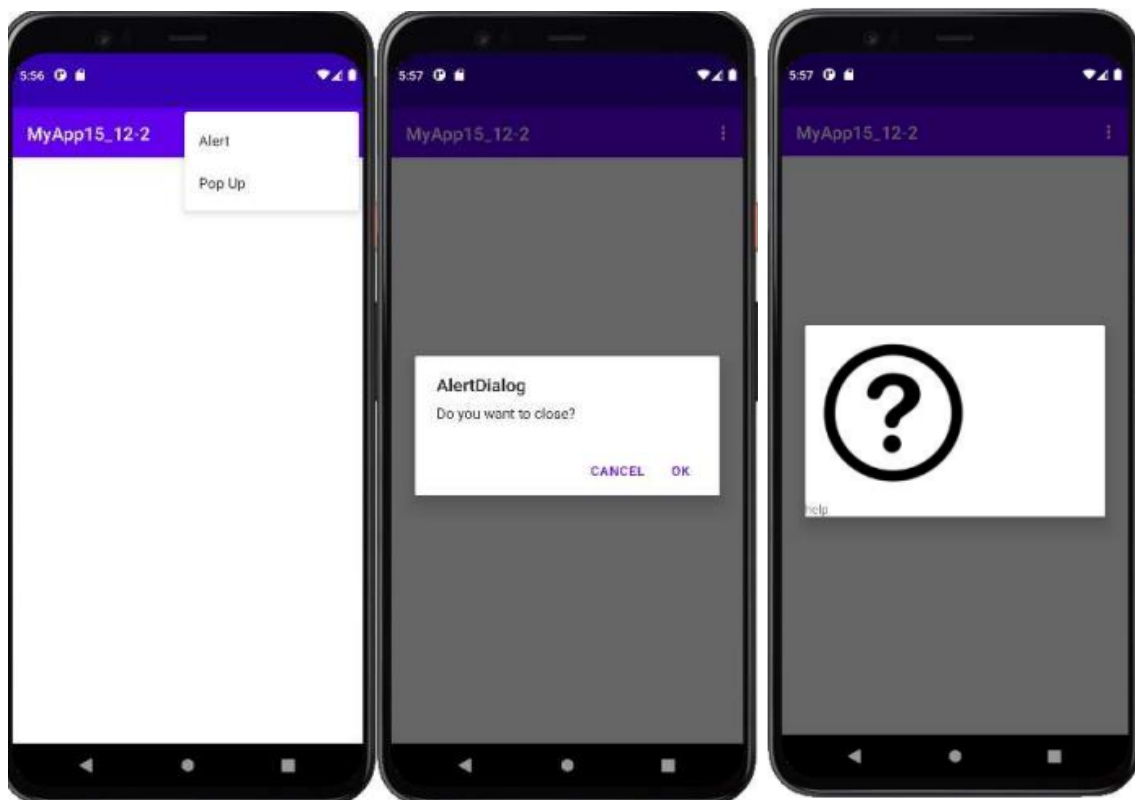 5:56
MyApp15_12-2
Alert
Pop Up
5:57
MyApp15_12-2
AlertDialog
Do you want to close?
CANCEL OK
5:57
MyApp15_12-2
?
help